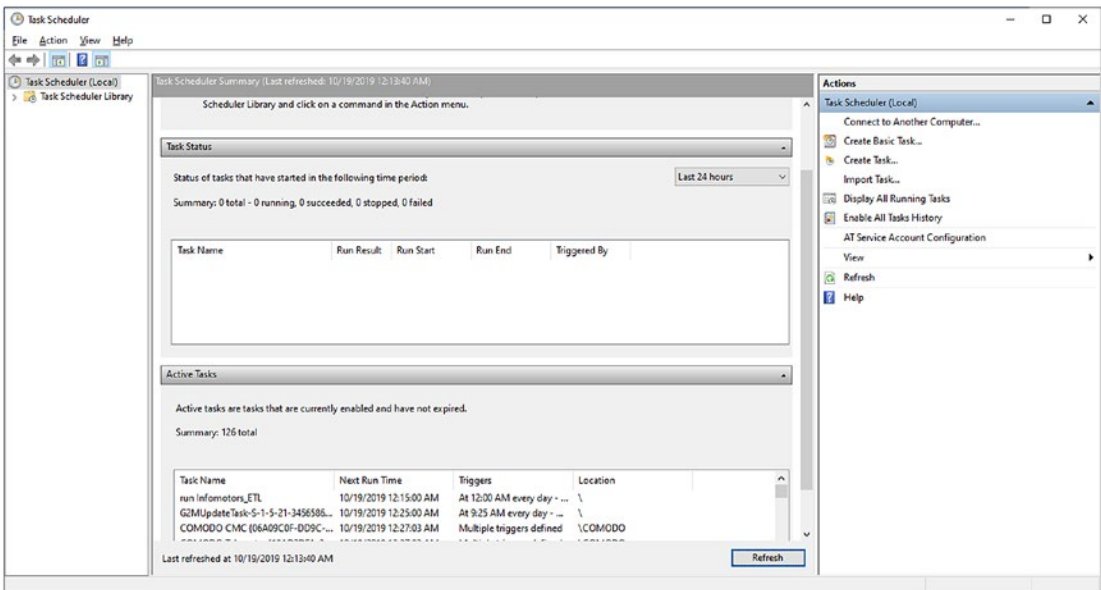 Task Scheduler
File Action View Help
Task Scheduler (Local)
Task Scheduler Library
Task Scheduler Summary (Last refreshed: 10/19/2019 12:13:40 AM)
Scheduler Library and click on a command in the Action menu.
Task Status
Status of tasks that have started in the following time period: Last 24 hours
Summary: 0 total - 0 running, 0 succeeded, 0 stopped, 0 failed
Task Name Run Result Run Start Run End Triggered By
Active Tasks
Active tasks are tasks that are currently enabled and have not expired.
Summary: 126 total
Task Name Next Run Time Triggers Location
run Infomotors_ETL 10/19/2019 12:15:00 AM At 12:00 AM every day - ... \
G2MUpdateTask-S-1-5-21-3456586... 10/19/2019 12:25:00 AM At 9:25 AM every day - ... \
COMODO CMC {06A09C0F-DD9C-... 10/19/2019 12:27:03 AM Multiple triggers defined \COMODO
Last refreshed at 10/19/2019 12:13:40 AM Refresh
Actions
Task Scheduler (Local)
Connect to Another Computer...
Create Basic Task...
Create Task...
Import Task...
Display All Running Tasks
Enable All Tasks History
AT Service Account Configuration
View
Refresh
Help